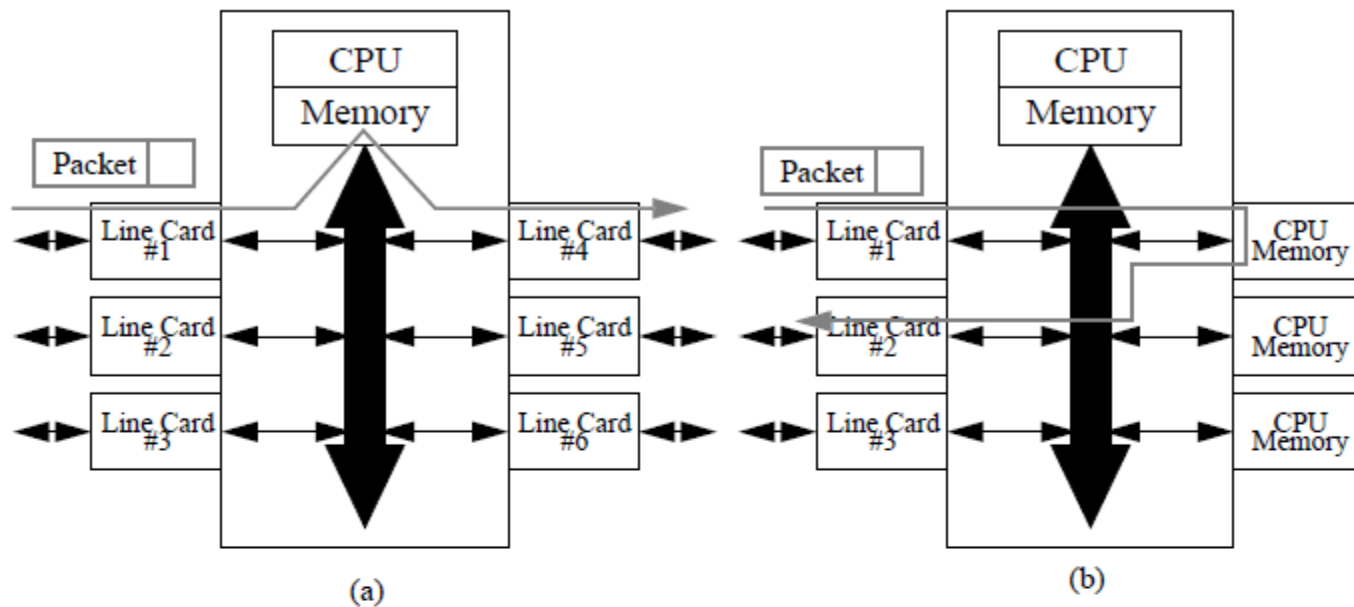 CPU
Memory
Packet
Line Card
#1
Line Card
#4
Line Card
#2
Line Card
#5
Line Card
#3
Line Card
#6
(a)
CPU
Memory
Packet
Line Card
#1
CPU
Memory
Line Card
#2
CPU
Memory
Line Card
#3
CPU
Memory
(b)